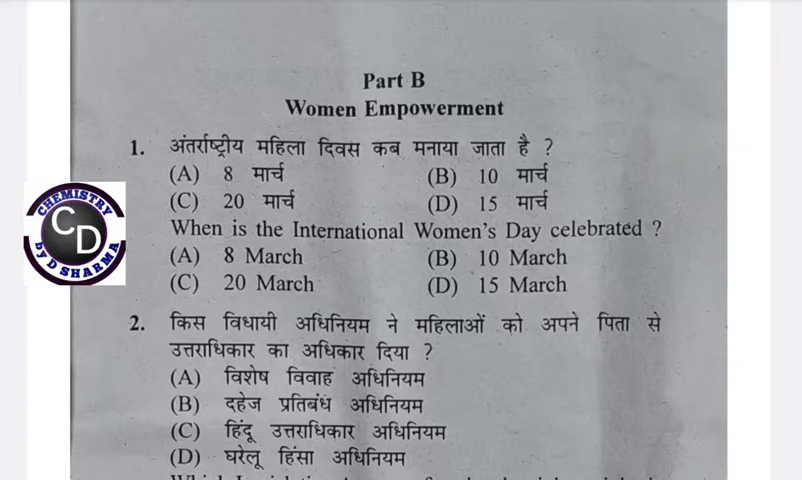 Part B
Women Empowerment
1. अंतर्राष्ट्रीय महिला दिवस कब मनाया जाता है ?
(A) 8 मार्च (B) 10 मार्च
(C) 20 मार्च (D) 15 मार्च
When is the International Women's Day celebrated ?
(A) 8 March (B) 10 March
(C) 20 March (D) 15 March
2. किस विधायी अधिनियम ने महिलाओं को अपने पिता से
उत्तराधिकार का अधिकार दिया ?
(A) विशेष विवाह अधिनियम
(B) दहेज प्रतिबंध अधिनियम
(C) हिंदू उत्तराधिकार अधिनियम
(D) घरेलू हिंसा अधिनियम
CHEMISTRY
CD
by D SHARMA